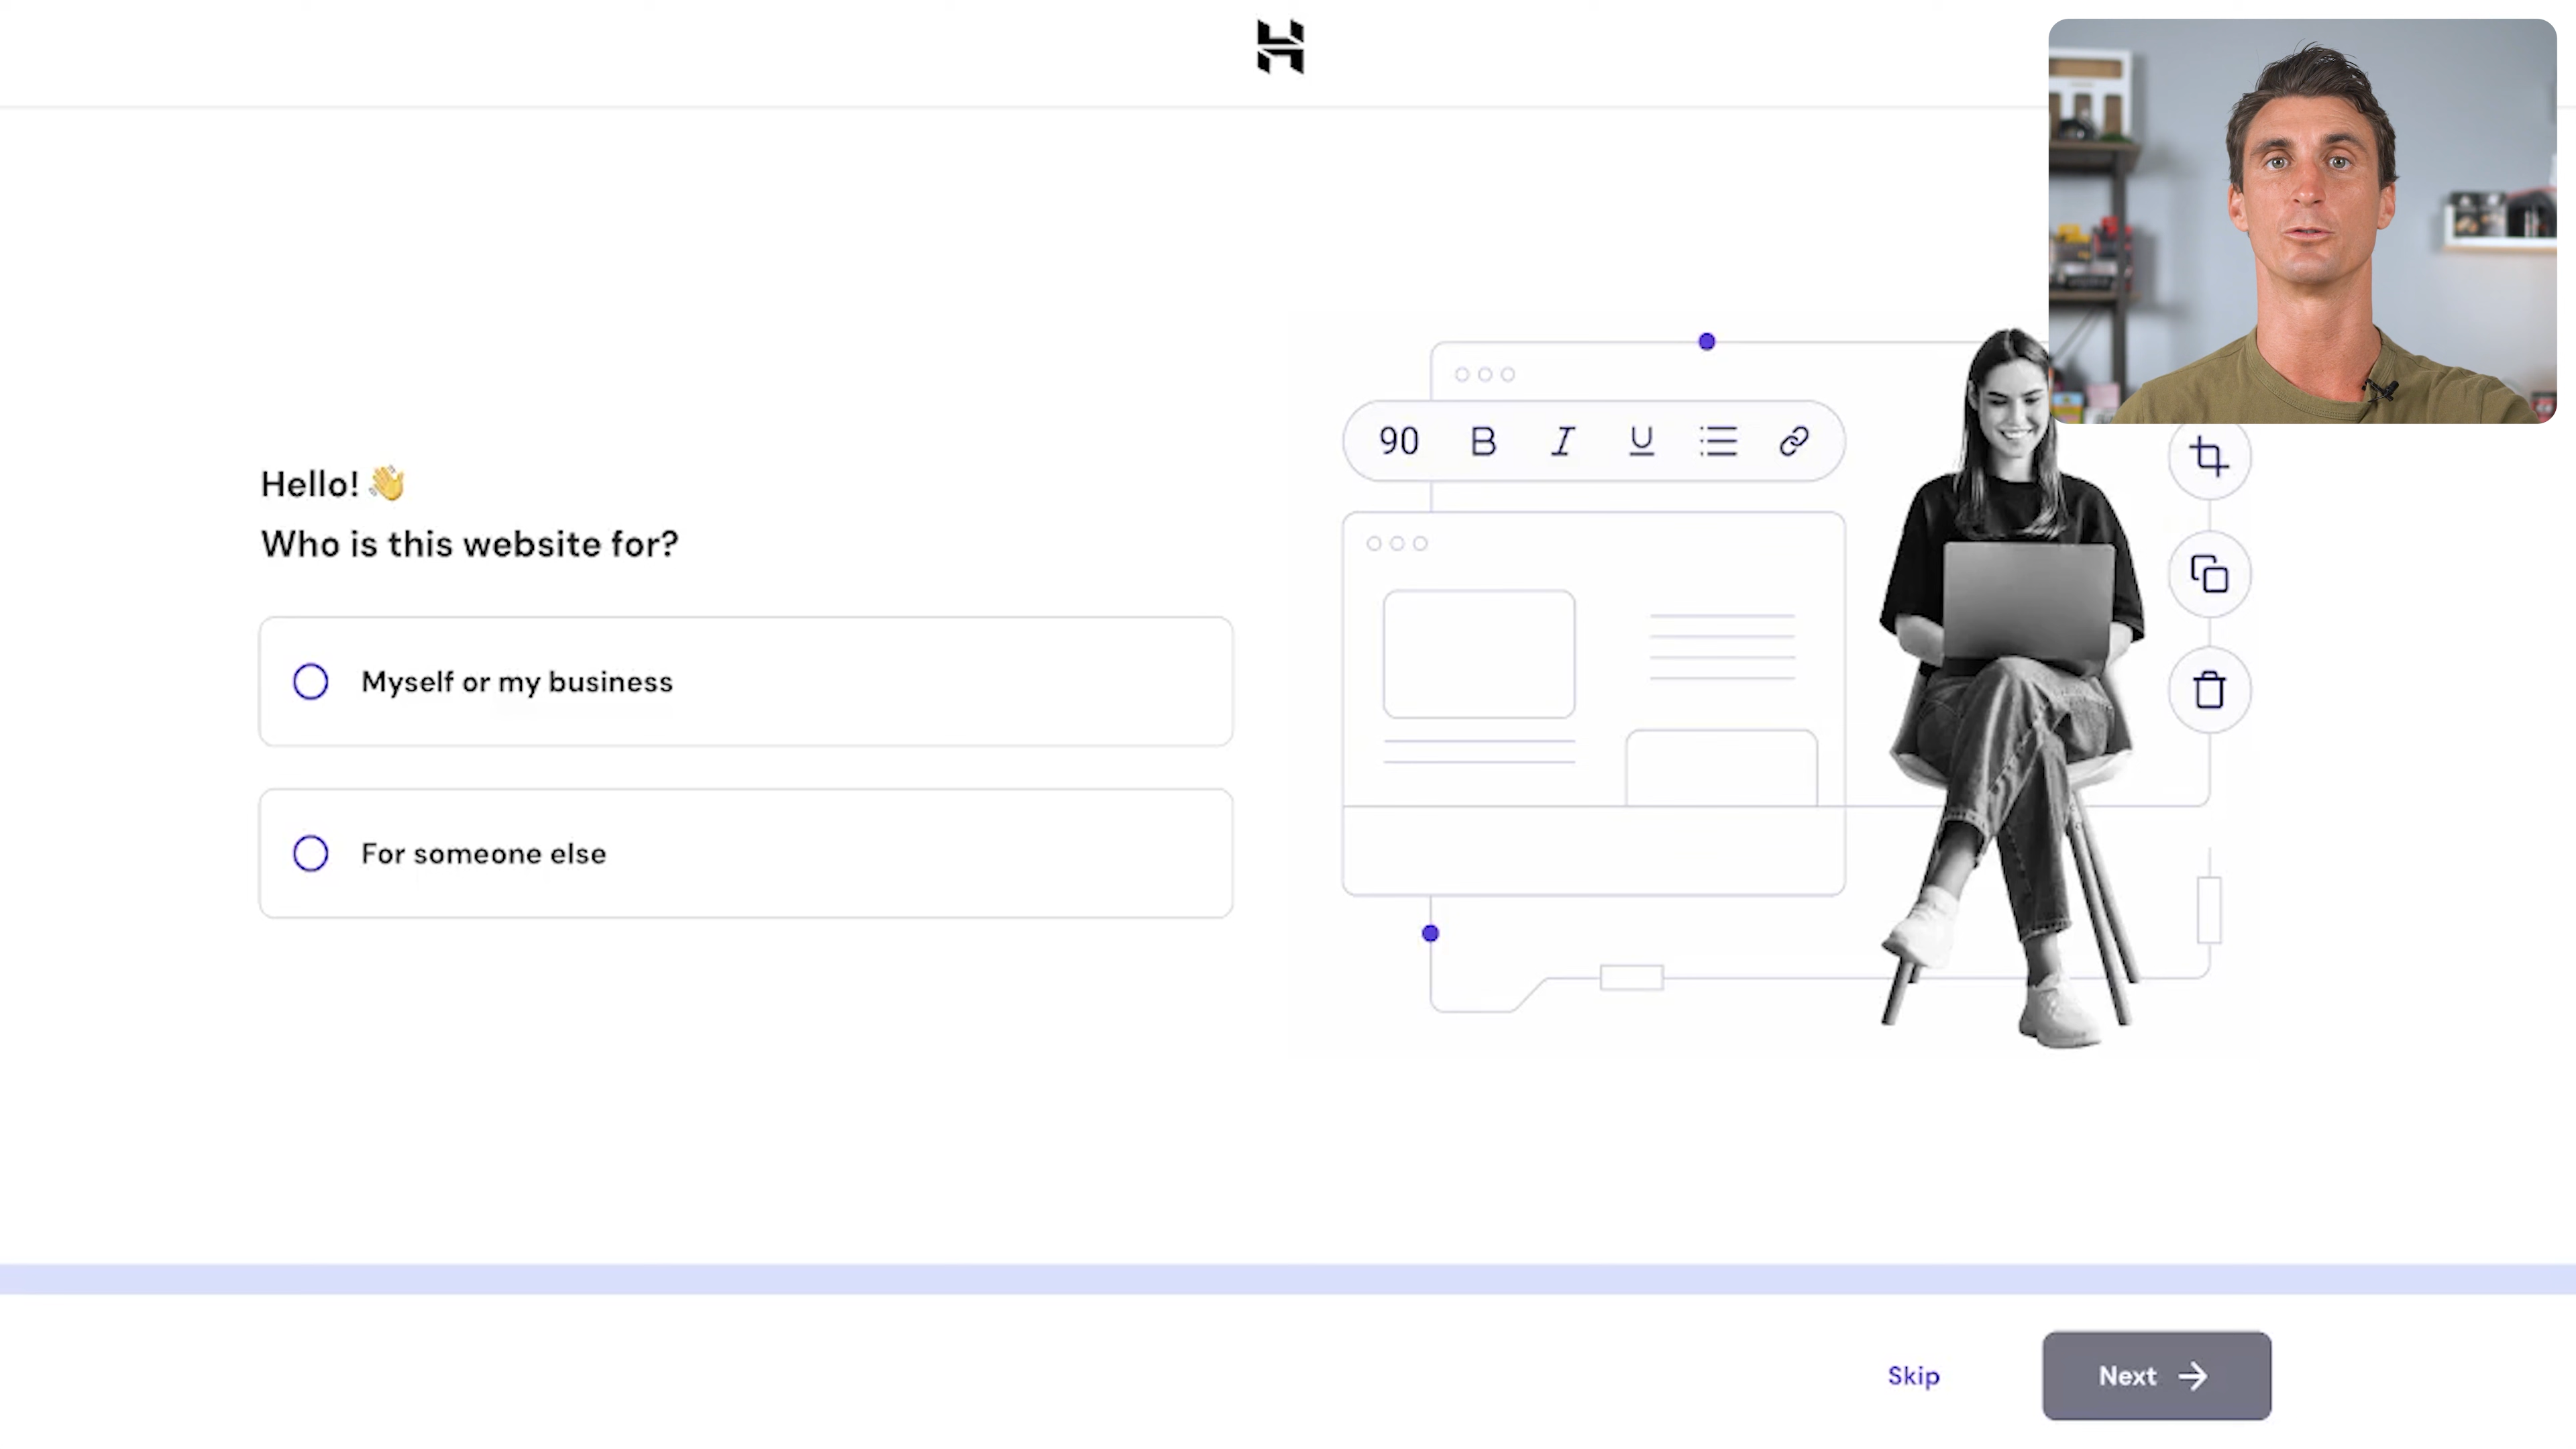 Hello! 👋
Who is this website for?
Myself or my business
For someone else
90 B I U
Skip
Next →